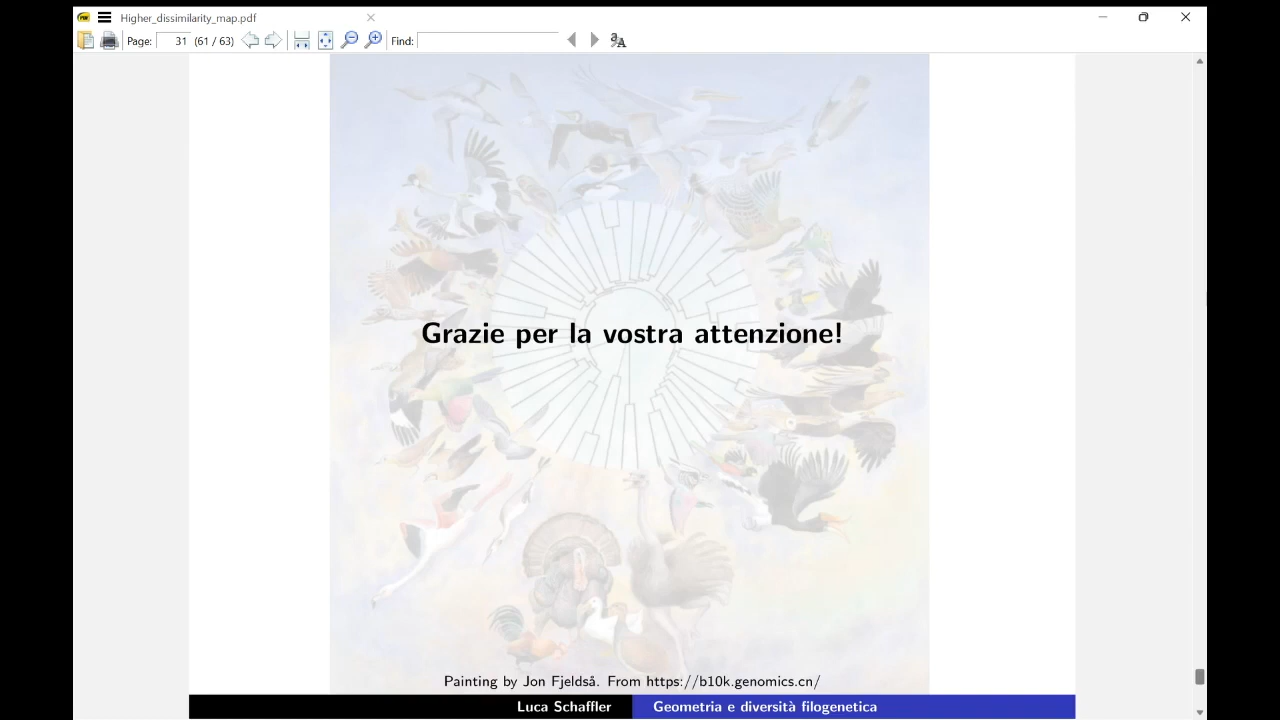 Higher_dissimilarity_map.pdf
Page: 31 (61 / 63) Find:
Grazie per la vostra attenzione!
Painting by Jon Fjeldså. From https://b10k.genomics.cn/
Luca Schaffler Geometria e diversità filogenetica